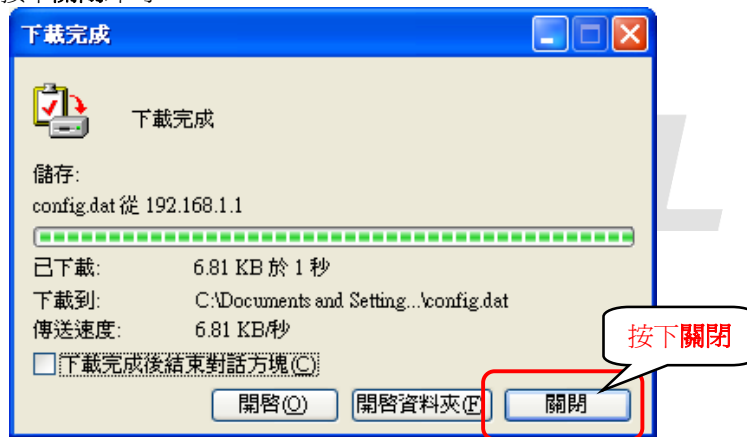 下載完成
下載完成
儲存:
config.dat 從 192.168.1.1
已下載: 6.81 KB 於 1 秒
下載到: C:\Documents and Setting...\config.dat
傳送速度: 6.81 KB/秒
按下關閉
下載完成後結束對話方塊(C)
開啓(O) 開啓資料夾(F) 關閉